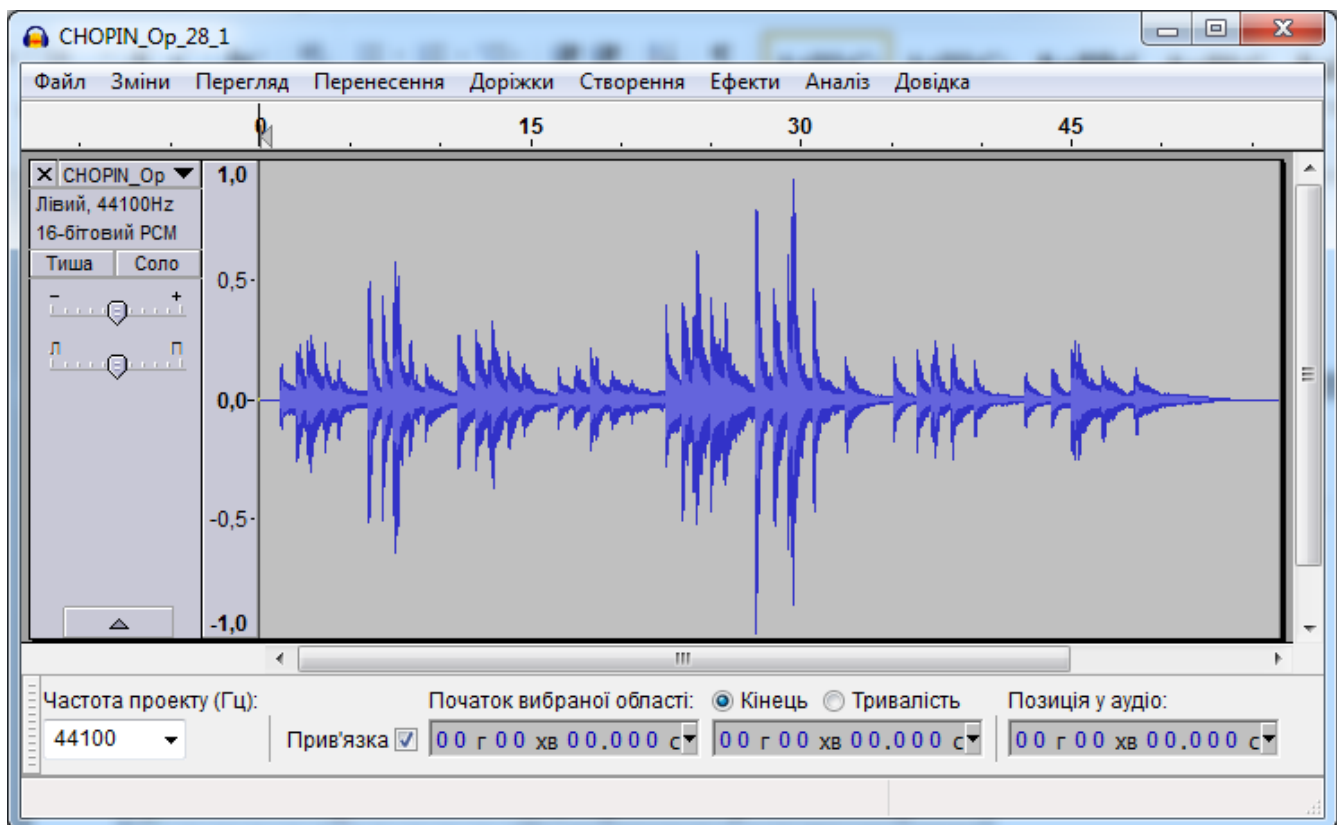 CHOPIN_Op_28_1
Файл Зміни Перегляд Перенесення Доріжки Створення Ефекти Аналіз Довідка
0 15 30 45
CHOPIN_Op
1,0
Лівий, 44100Hz
16-бітовий PCM
Тиша Соло
0,5
- +
Л П
0,0
-0,5
-1,0
Частота проекту (Гц): Початок вибраної області: Кінець Тривалість Позиція у аудіо:
44100 Прив'язка 00 г 00 хв 00.000 с 00 г 00 хв 00.000 с 00 г 00 хв 00.000 с